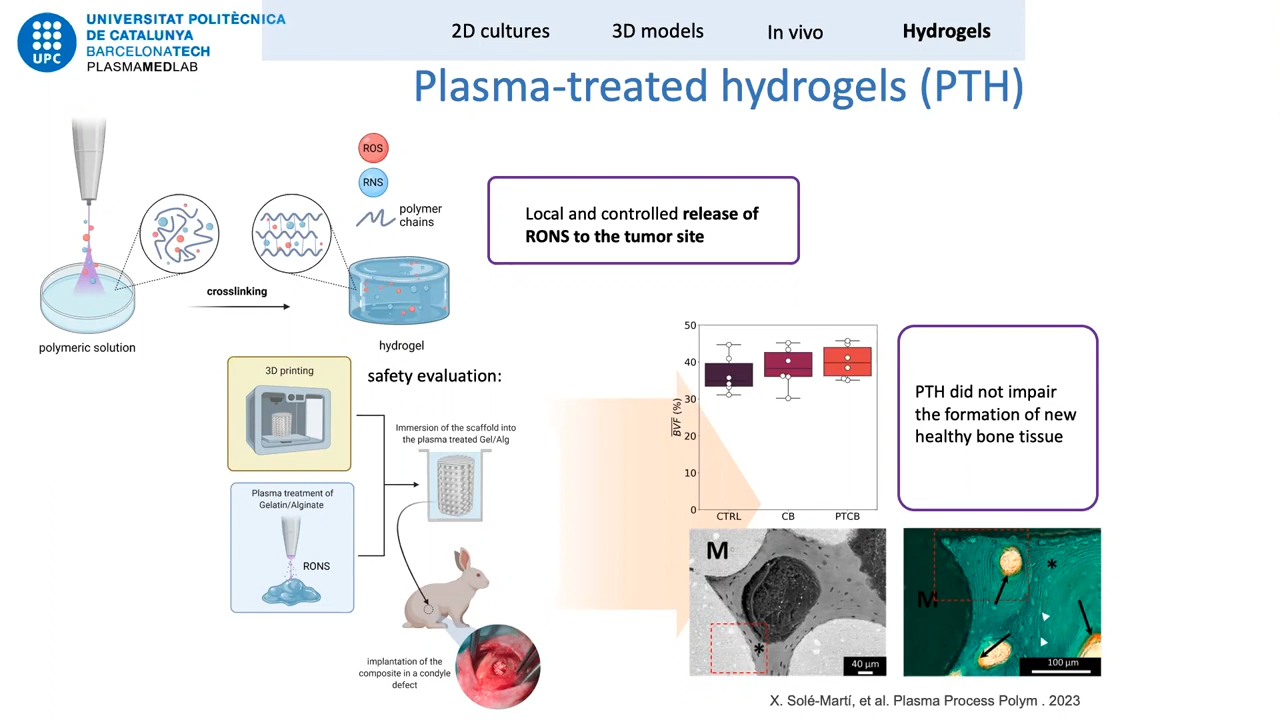 UNIVERSITAT POLITÈCNICA
DE CATALUNYA
BARCELONATECH
PLASMAMEDLAB
UPC
2D cultures
3D models
In vivo
Hydrogels
Plasma-treated hydrogels (PTH)
ROS
RNS
polymer
chains
crosslinking
polymeric solution
hydrogel
Local and controlled release of
RONS to the tumor site
3D printing
safety evaluation:
Immersion of the scaffold into
the plasma treated Gel/Alg
Plasma treatment of
Gelatin/Alginate
RONS
implantation of the
composite in a condyle
defect
50
40
30
20
10
0
BVF (%)
CTRL
CB
PTCB
PTH did not impair
the formation of new
healthy bone tissue
M
*
40 µm
M
*
100 µm
X. Solé-Martí, et al. Plasma Process Polym . 2023